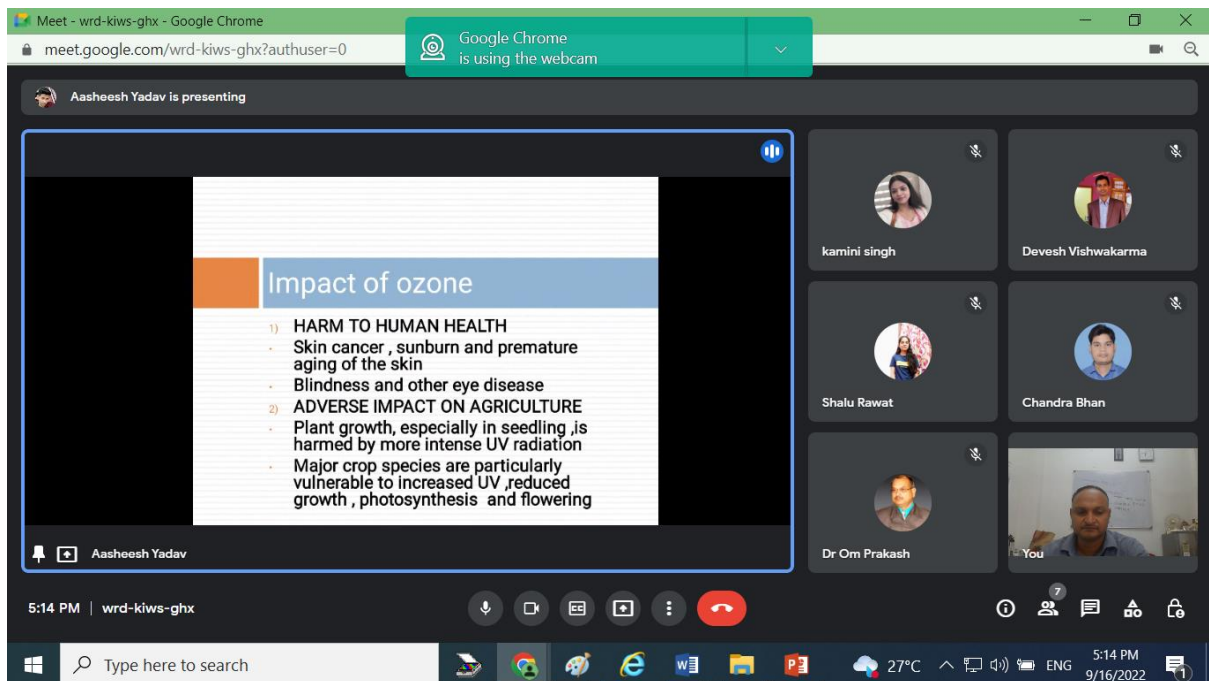 Meet - wrd-kiws-ghx - Google Chrome
meet.google.com/wrd-kiws-ghx?authuser=0
Google Chrome
is using the webcam
Aasheesh Yadav is presenting
Impact of ozone
1) HARM TO HUMAN HEALTH
- Skin cancer , sunburn and premature
aging of the skin
- Blindness and other eye disease
2) ADVERSE IMPACT ON AGRICULTURE
- Plant growth, especially in seedling ,is
harmed by more intense UV radiation
- Major crop species are particularly
vulnerable to increased UV ,reduced
growth , photosynthesis and flowering
Aasheesh Yadav
kamini singh
Devesh Vishwakarma
Shalu Rawat
Chandra Bhan
Dr Om Prakash
You
5:14 PM | wrd-kiws-ghx
CC
7
Type here to search
27°C
ENG
5:14 PM
9/16/2022
1